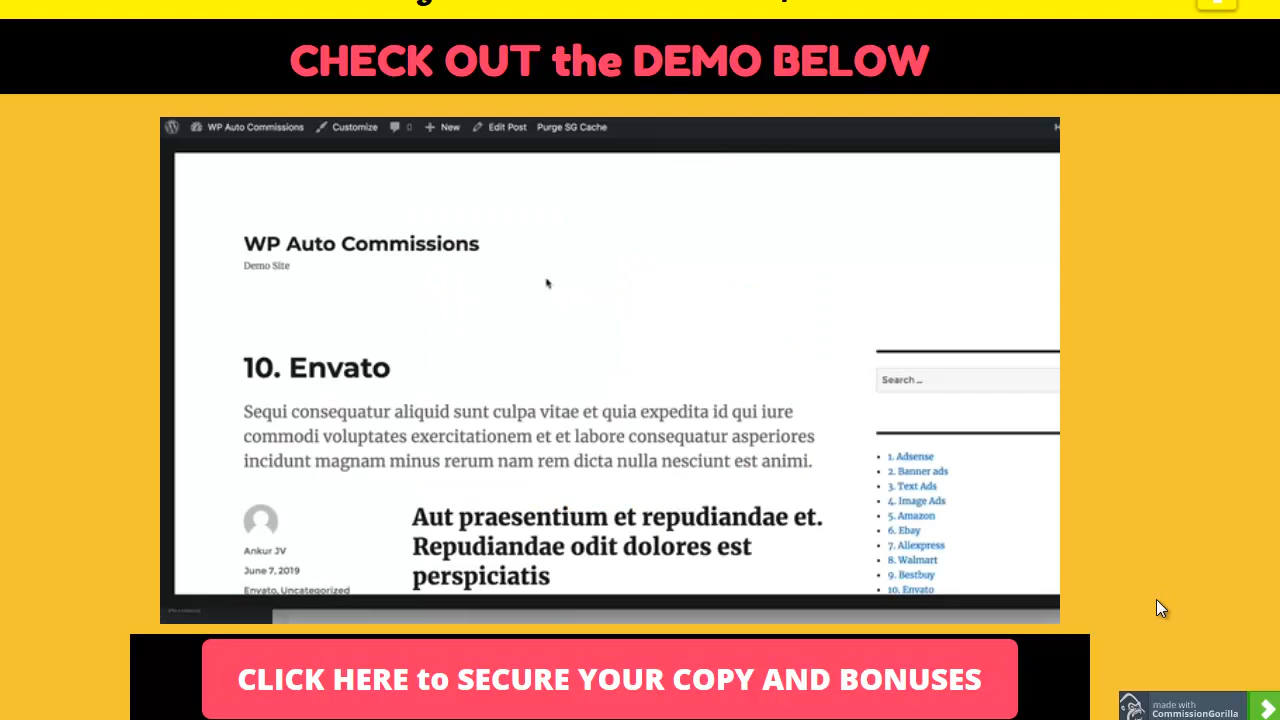 CHECK OUT the DEMO BELOW
WP Auto Commissions Customize 0 New Edit Post Purge SG Cache
WP Auto Commissions
Demo Site
10. Envato
Sequi consequatur aliquid sunt culpa vitae et quia expedita id qui iure
commodi voluptates exercitationem et et labore consequatur asperiores
incidunt magnam minus rerum nam rem dicta nulla nesciunt est animi.
Search ...
1. Adsense
2. Banner ads
3. Text Ads
4. Image Ads
5. Amazon
6. Ebay
7. Aliexpress
8. Walmart
9. Bestbuy
10. Envato
Ankur JV
June 7, 2019
Envato, Uncategorized
Aut praesentium et repudiandae et.
Repudiandae odit dolores est
perspiciatis
CLICK HERE to SECURE YOUR COPY AND BONUSES
made with
CommissionGorilla